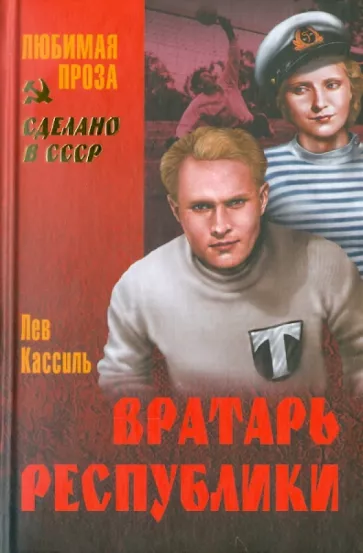 ЛЮБИМАЯ
ПРОЗА
СДЕЛАНО
В СССР
Лев
Кассиль
Т
ВРАТАРЬ
РЕСПУБЛИКИ